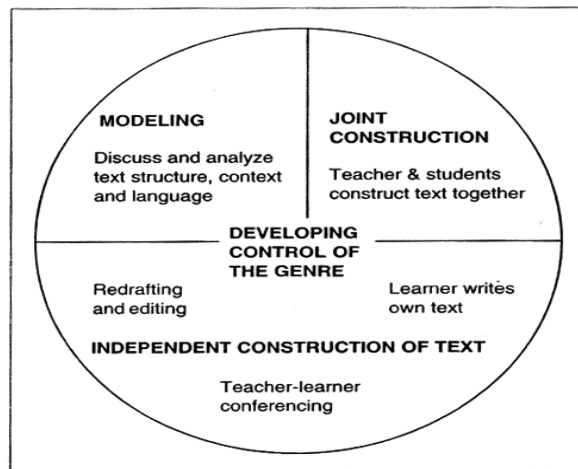 MODELING
Discuss and analyze
text structure, context
and language
JOINT
CONSTRUCTION
Teacher & students
construct text together
DEVELOPING
CONTROL OF
THE GENRE
Redrafting
and editing
Learner writes
own text
INDEPENDENT CONSTRUCTION OF TEXT
Teacher-learner
conferencing